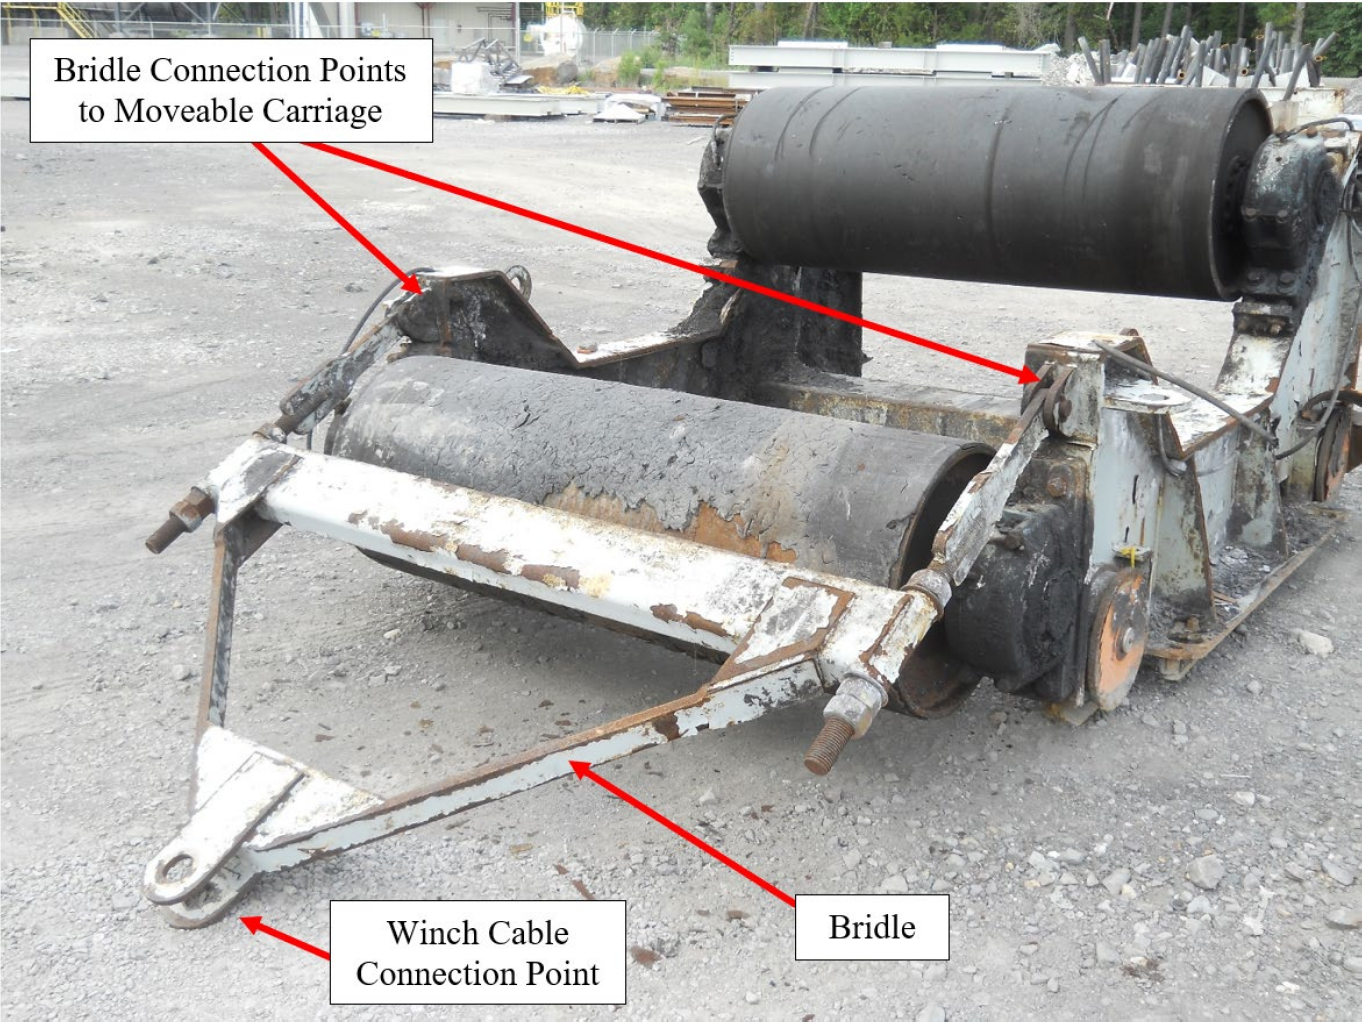 Bridle Connection Points
to Moveable Carriage
Winch Cable
Connection Point
Bridle